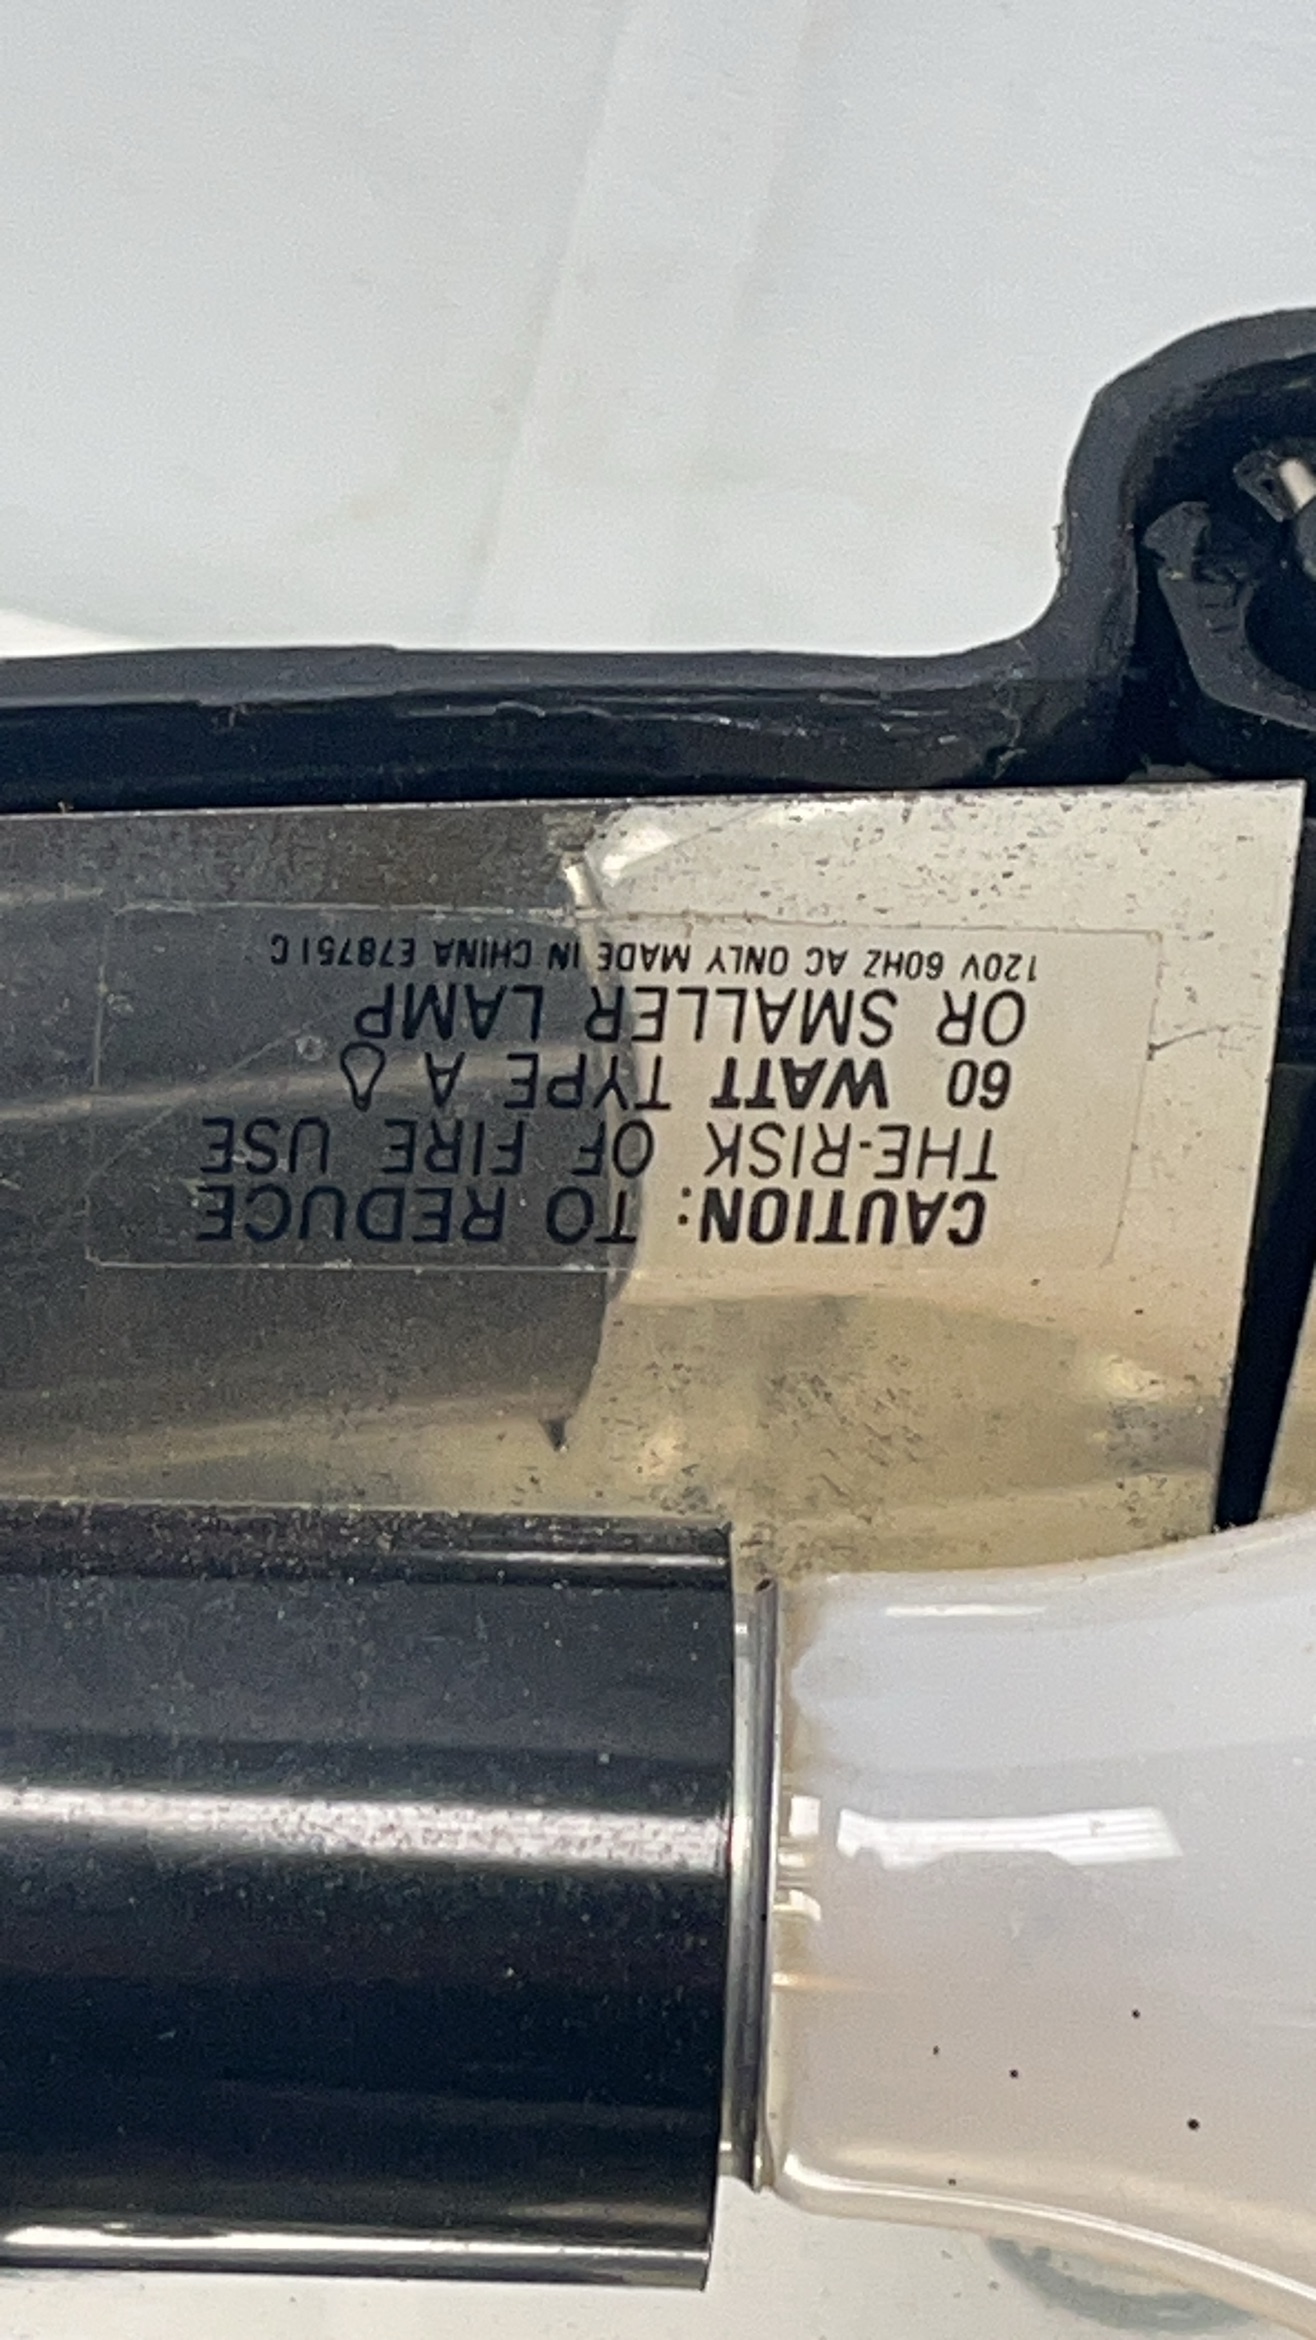 CAUTION: TO REDUCE
THE-RISK OF FIRE USE
60 WATT TYPE A
OR SMALLER LAMP
120V 60HZ AC ONLY MADE IN CHINA E78751 C